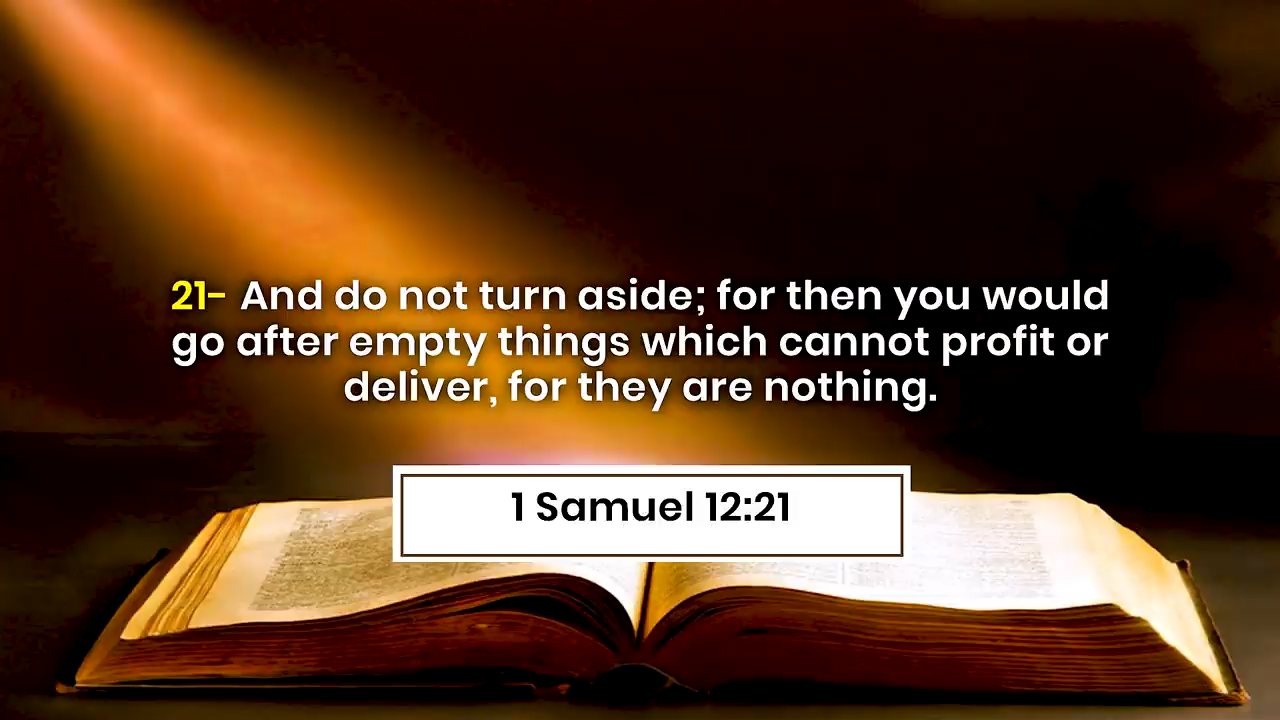 21- And do not turn aside; for then you would
go after empty things which cannot profit or
deliver, for they are nothing.
1 Samuel 12:21